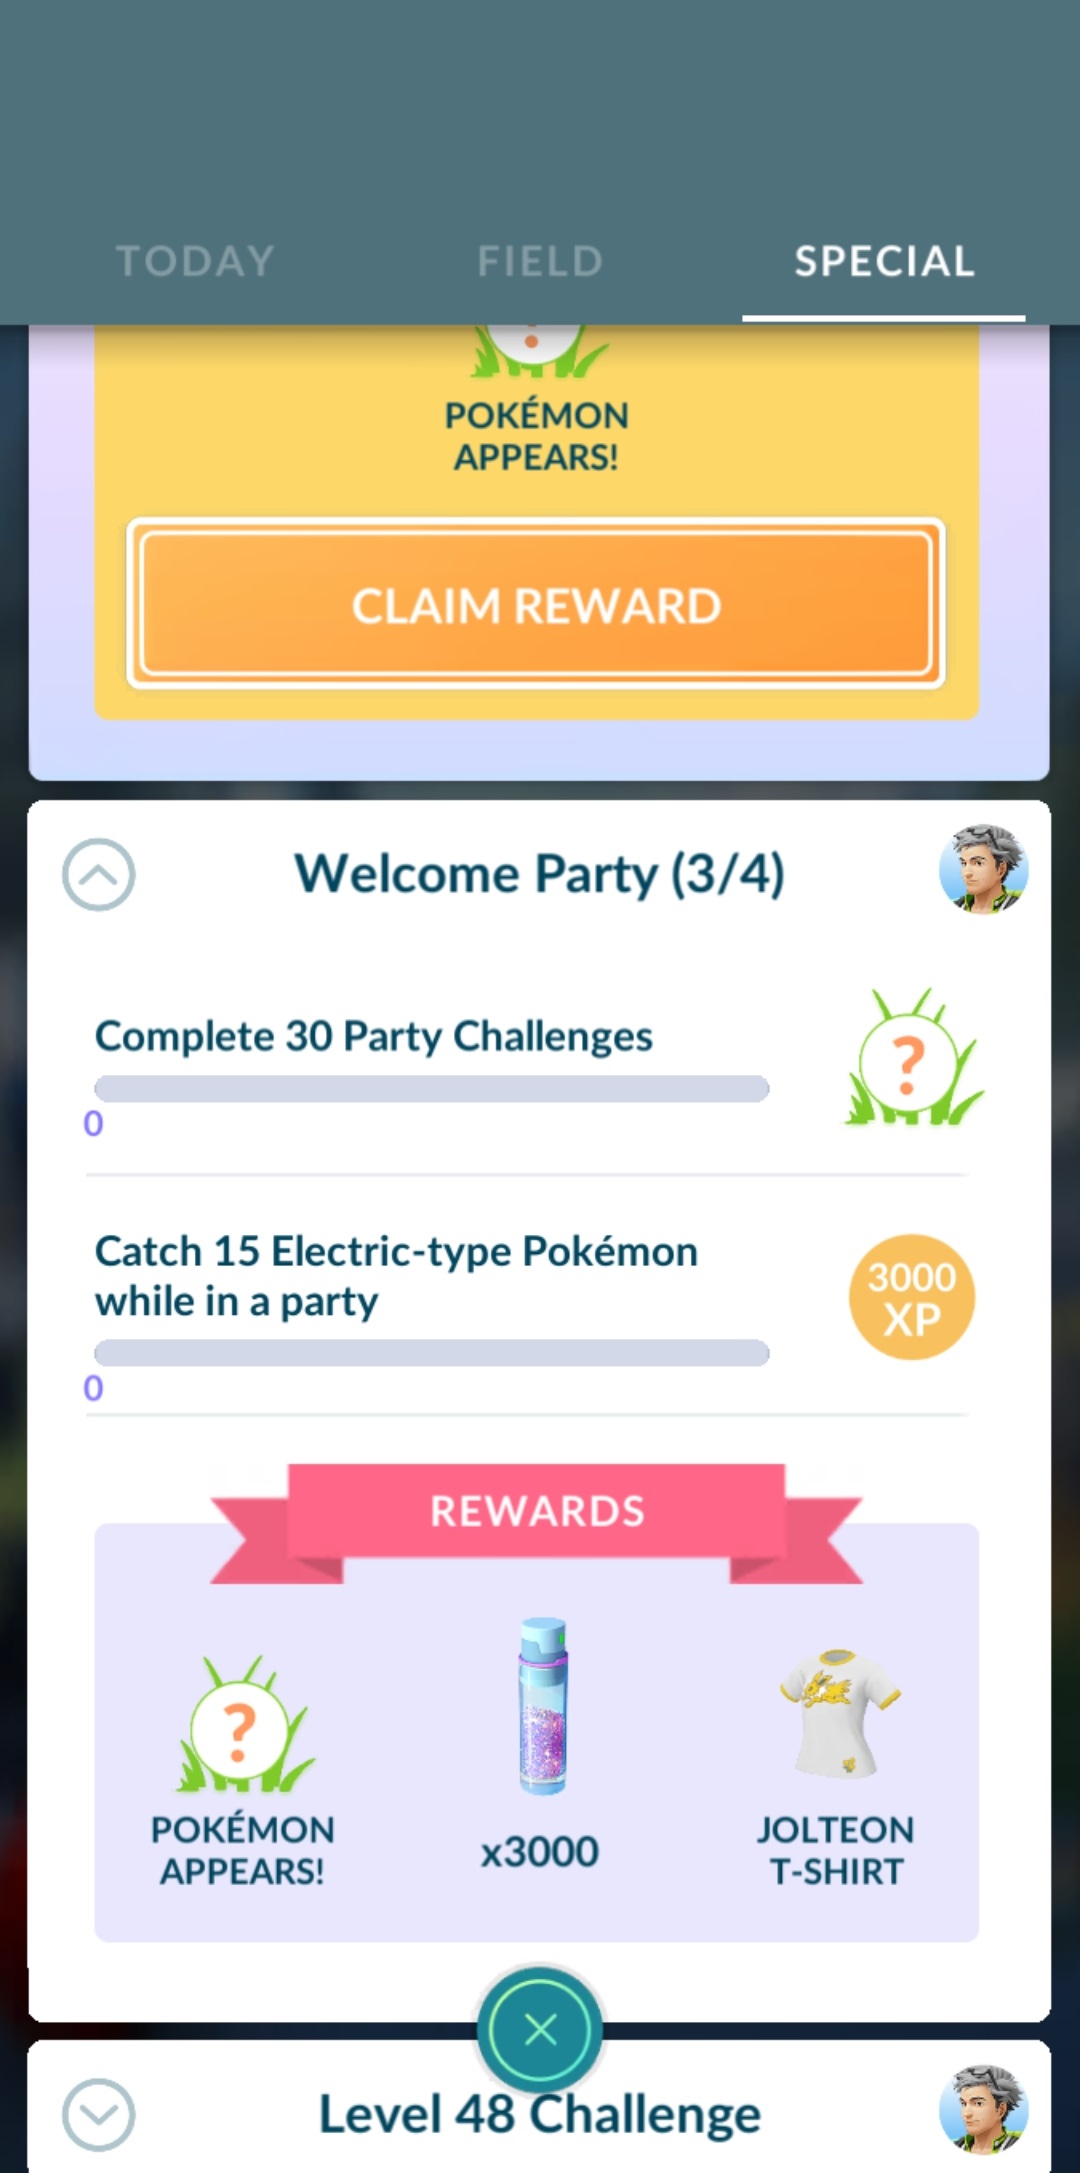 TODAY
FIELD
SPECIAL
POKÉMON
APPEARS!
CLAIM REWARD
Welcome Party (3/4)
Complete 30 Party Challenges
?
0
Catch 15 Electric-type Pokémon
while in a party
3000
XP
0
REWARDS
?
POKÉMON
APPEARS!
x3000
JOLTEON
T-SHIRT
Level 48 Challenge